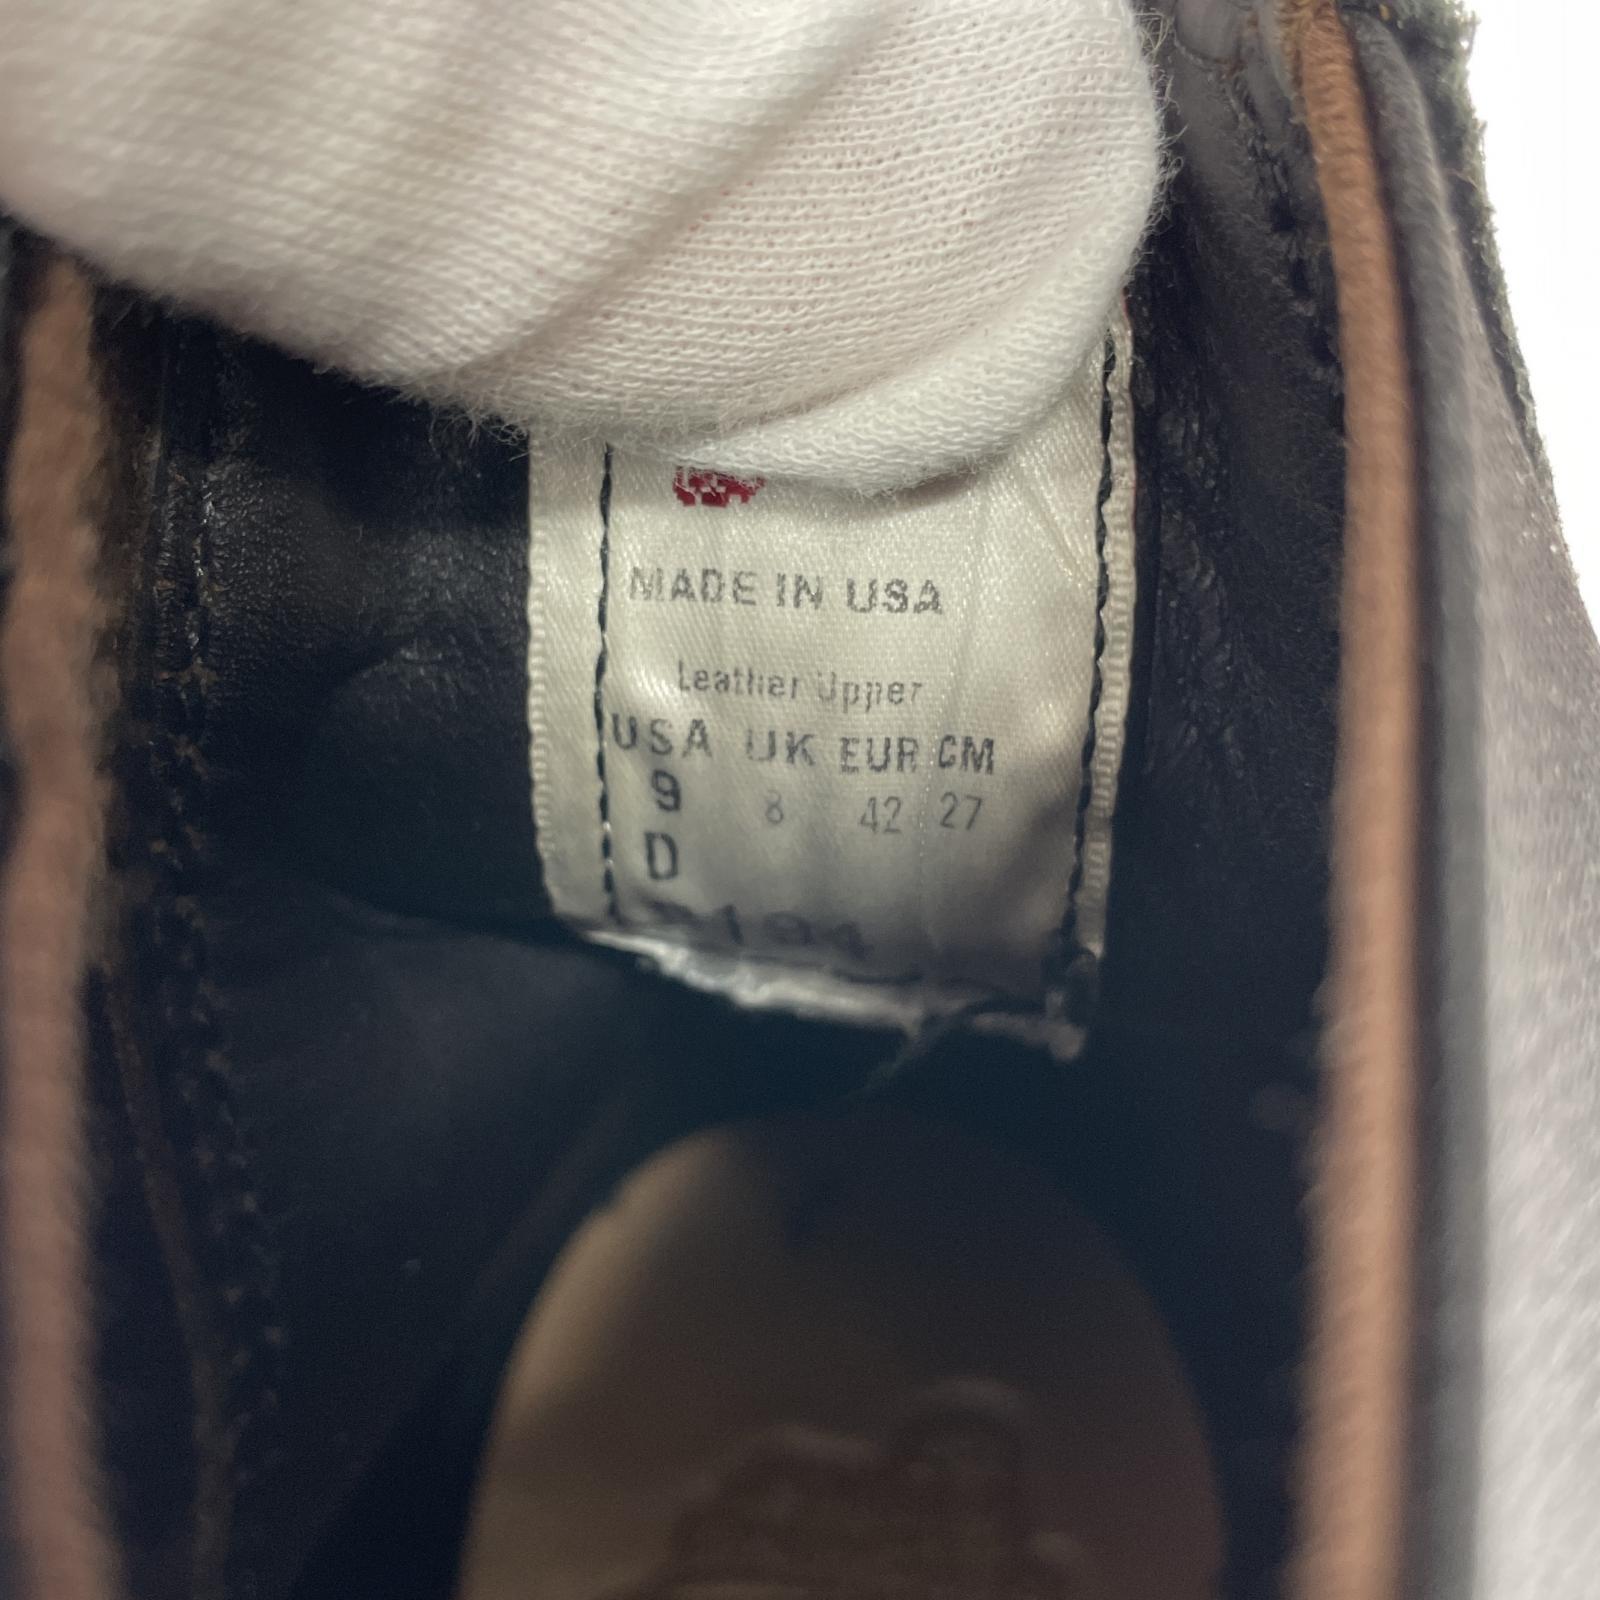 MADE IN USA
Leather Upper
USA UK EUR CM
9 8 42 27
D